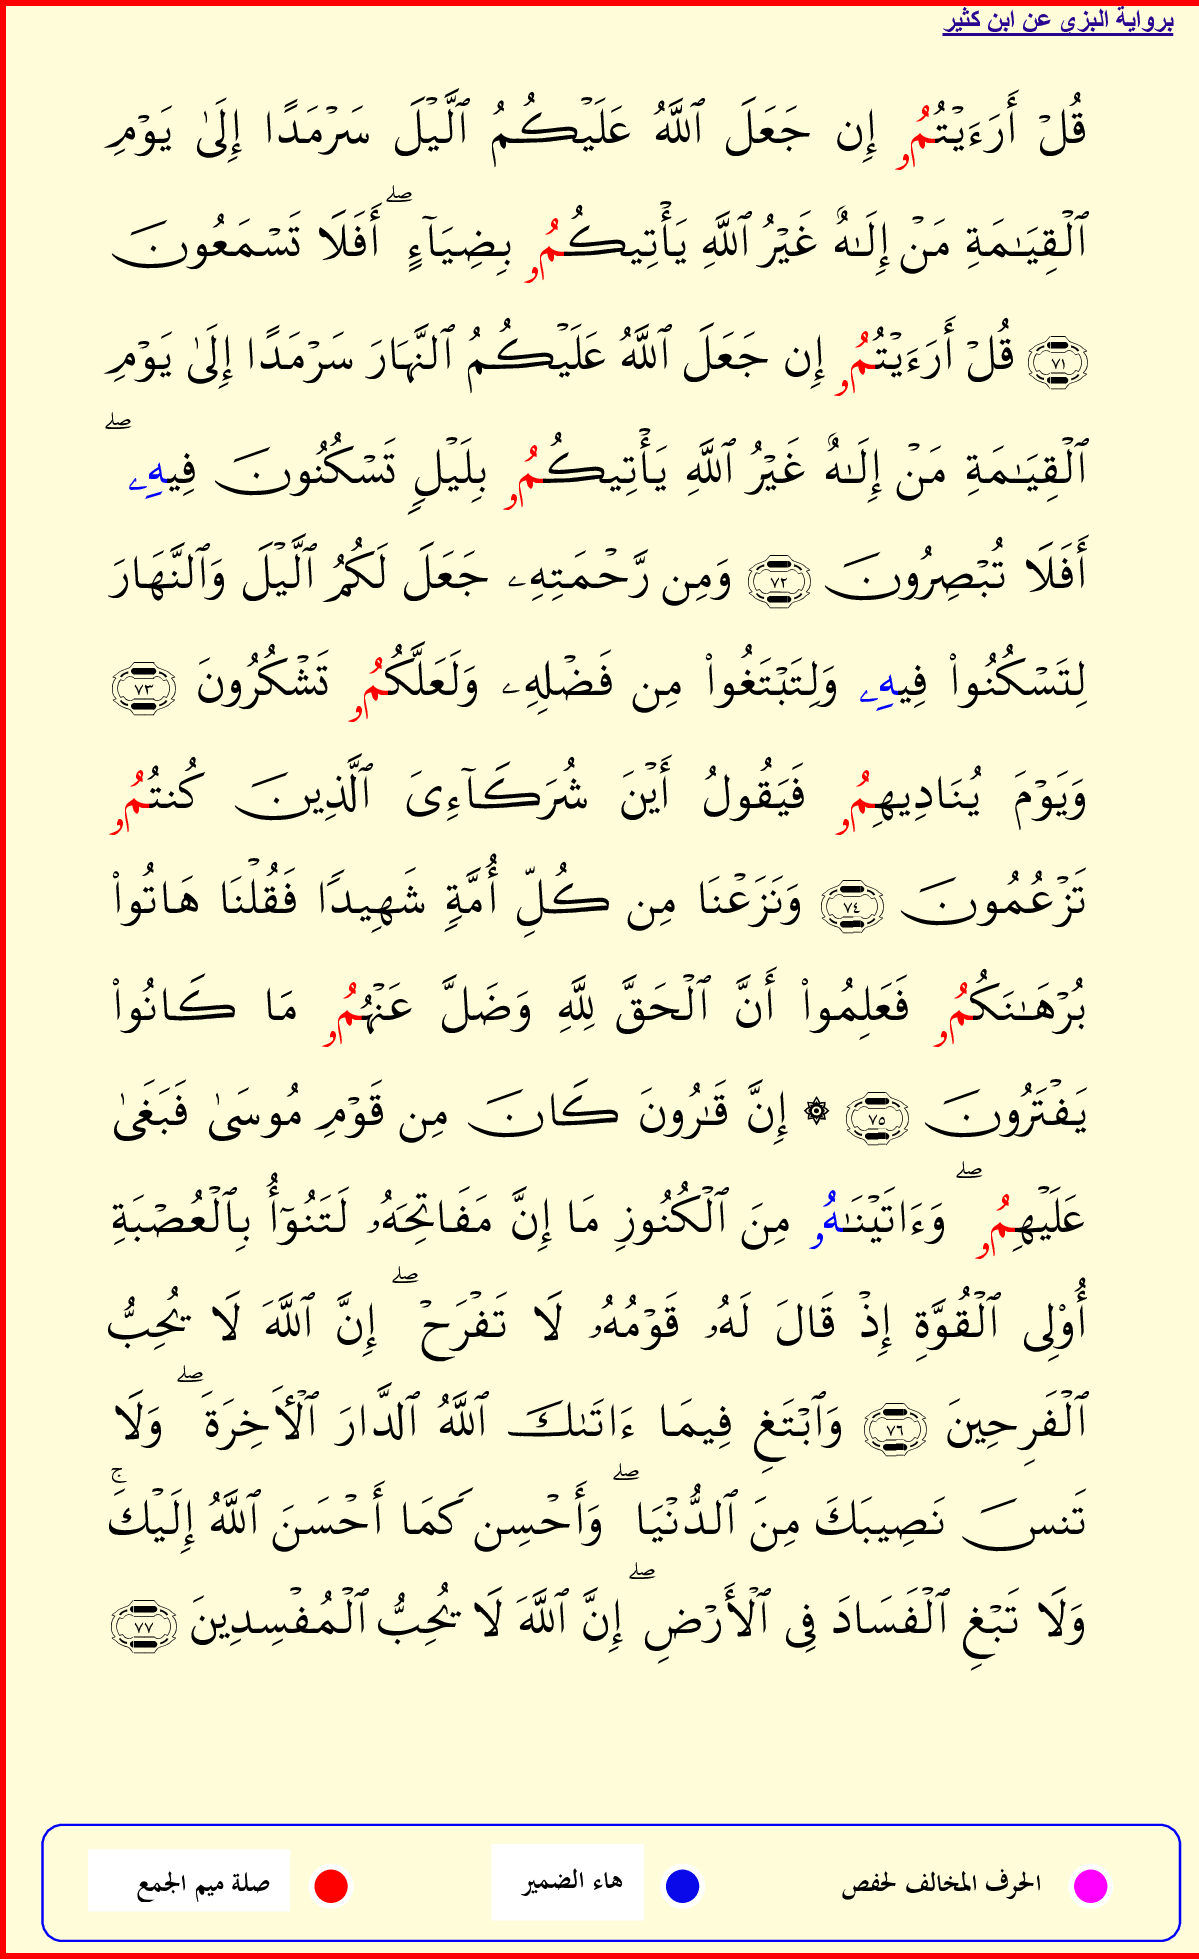 برواية البزي عن ابن كثير
قُلۡ أَرَءَيۡتُمُۥ إِن جَعَلَ ٱللَّهُ عَلَيۡكُمُ ٱلَّيۡلَ سَرۡمَدًا إِلَىٰ يَوۡمِ
ٱلۡقِيَـٰمَةِ مَنۡ إِلَـٰهٌ غَيۡرُ ٱللَّهِ يَأۡتِيكُمُۥ بِضِيَآءٍ ۖ أَفَلَا تَسۡمَعُونَ
٧١ قُلۡ أَرَءَيۡتُمُۥ إِن جَعَلَ ٱللَّهُ عَلَيۡكُمُ ٱلنَّهَارَ سَرۡمَدًا إِلَىٰ يَوۡمِ
ٱلۡقِيَـٰمَةِ مَنۡ إِلَـٰهٌ غَيۡرُ ٱللَّهِ يَأۡتِيكُمُۥ بِلَيۡلٍ تَسۡكُنُونَ فِيهِۦ ۖ
أَفَلَا تُبۡصِرُونَ ٧٢ وَمِن رَّحۡمَتِهِۦ جَعَلَ لَكُمُ ٱلَّيۡلَ وَٱلنَّهَارَ
لِتَسۡكُنُواْ فِيهِۦ وَلِتَبۡتَغُواْ مِن فَضۡلِهِۦ وَلَعَلَّكُمُۥ تَشۡكُرُونَ ٧٣
وَيَوۡمَ يُنَادِيهِمُۥ فَيَقُولُ أَيۡنَ شُرَكَآءِىَ ٱلَّذِينَ كُنتُمُۥ
تَزۡعُمُونَ ٧٤ وَنَزَعۡنَا مِن كُلِّ أُمَّةٍ شَهِيدًا فَقُلۡنَا هَاتُواْ
بُرۡهَـٰنَكُمُۥ فَعَلِمُواْ أَنَّ ٱلۡحَقَّ لِلَّهِ وَضَلَّ عَنۡهُمُۥ مَا كَانُواْ
يَفۡتَرُونَ ٧٥ ۞ إِنَّ قَـٰرُونَ كَانَ مِن قَوۡمِ مُوسَىٰ فَبَغَىٰ
عَلَيۡهِمُۥ ۖ وَءَاتَيۡنَـٰهُۥ مِنَ ٱلۡكُنُوزِ مَا إِنَّ مَفَاتِحَهُۥ لَتَنُوٓأُ بِٱلۡعُصۡبَةِ
أُوْلِى ٱلۡقُوَّةِ إِذۡ قَالَ لَهُۥ قَوۡمُهُۥ لَا تَفۡرَحۡ ۖ إِنَّ ٱللَّهَ لَا يُحِبُّ
ٱلۡفَرِحِينَ ٧٦ وَٱبۡتَغِ فِيمَا ءَاتَىٰكَ ٱللَّهُ ٱلدَّارَ ٱلۡأَخِرَةَ ۖ وَلَا
تَنسَ نَصِيبَكَ مِنَ ٱلدُّنۡيَا ۖ وَأَحۡسِن كَمَا أَحۡسَنَ ٱللَّهُ إِلَيۡكَ ۚ
وَلَا تَبۡغِ ٱلۡفَسَادَ فِى ٱلۡأَرۡضِ ۖ إِنَّ ٱللَّهَ لَا يُحِبُّ ٱلۡمُفۡسِدِينَ ٧٧
الحرف المخالف لحفص هاء الضمير صلة ميم الجمع